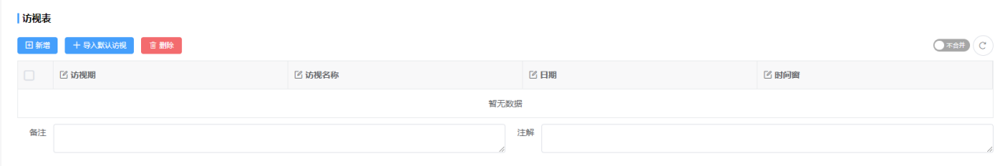 访视表
新增 导入默认访视 删除 不合并
访视期 访视名称 日期 时间窗
暂无数据
备注 注解